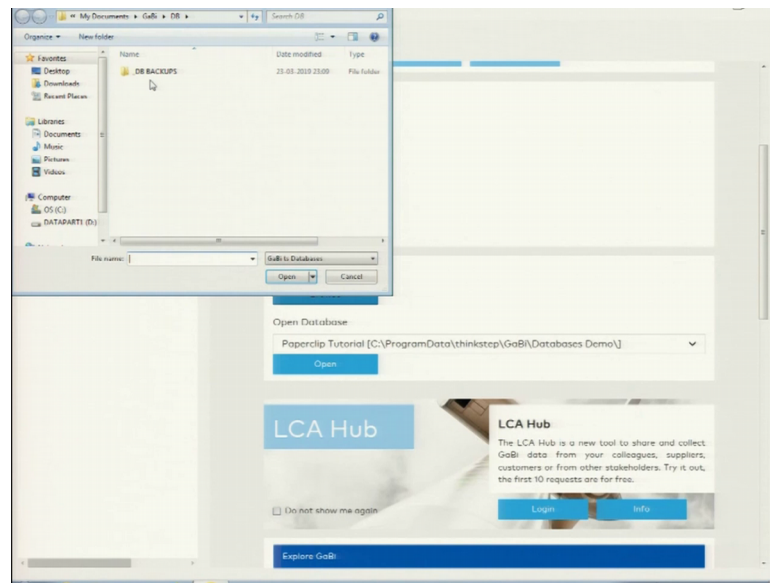 « My Documents ▸ GaBi ▸ DB ▸
Search DB
Organize ▾ New folder
Name Date modified Type
Favorites
Desktop
Downloads
Recent Places
_DB BACKUPS 23-03-2019 23:09 File folder
Libraries
Documents
Music
Pictures
Videos
Computer
OS (C:)
DATAPART1 (D:)
File name:
GaBi ts Databases
Open Cancel
Open Database
Paperclip Tutorial [C:\ProgramData\thinkstep\GaBi\Databases Demo\]
Open
LCA Hub
LCA Hub
The LCA Hub is a new tool to share and collect
GaBi data from your colleagues, suppliers,
customers or from other stakeholders. Try it out,
the first 10 requests are for free.
Do not show me again
Login Info
Explore GaBi